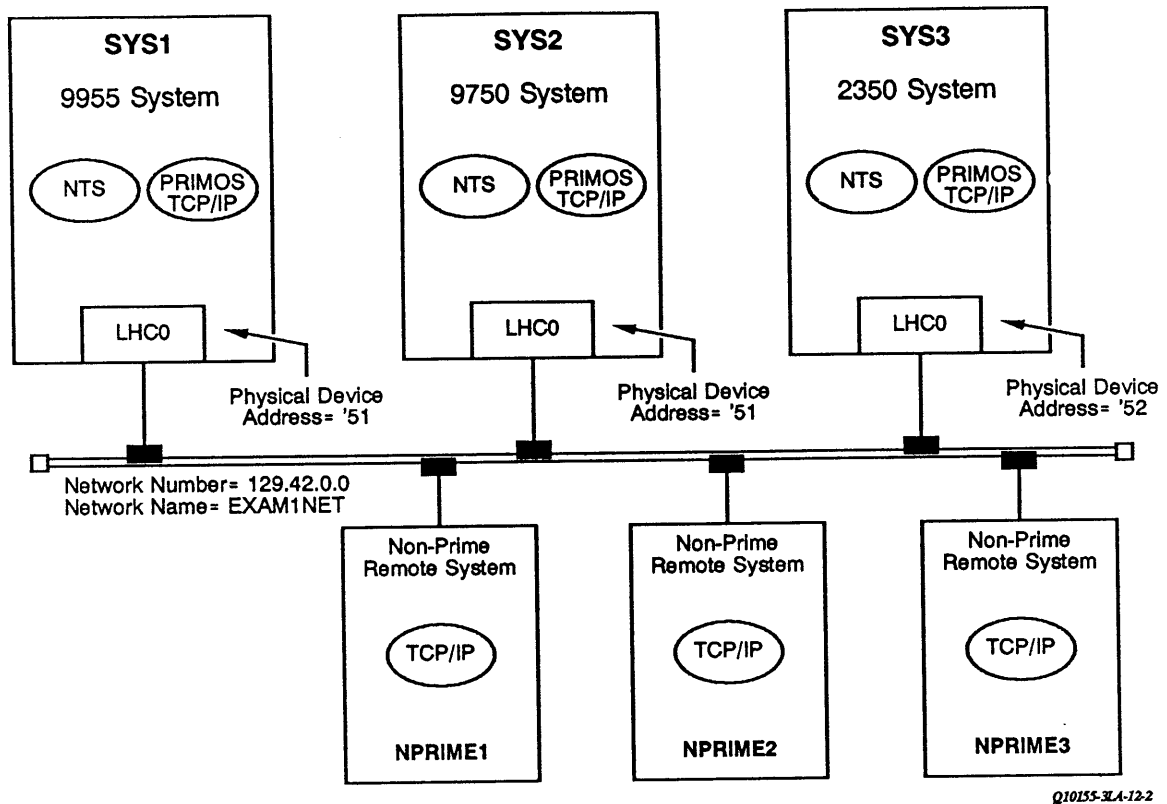 SYS1
9955 System
NTS
PRIMOS
TCP/IP
LHC0
Physical Device
Address= '51
SYS2
9750 System
NTS
PRIMOS
TCP/IP
LHC0
Physical Device
Address= '51
SYS3
2350 System
NTS
PRIMOS
TCP/IP
LHC0
Physical Device
Address= '52
Network Number= 129.42.0.0
Network Name= EXAM1NET
Non-Prime
Remote System
TCP/IP
NPRIME1
Non-Prime
Remote System
TCP/IP
NPRIME2
Non-Prime
Remote System
TCP/IP
NPRIME3
Q10155-3LA-12-2